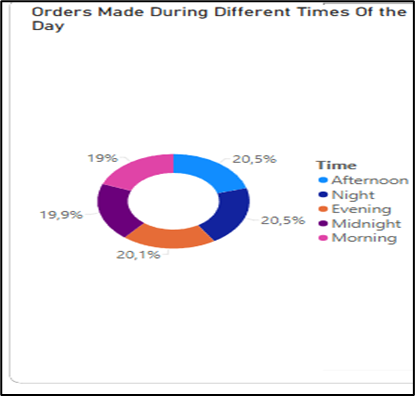 Orders Made During Different Times Of the
Day
19%
20,5%
19,9%
20,5%
20,1%
Time
Afternoon
Night
Evening
Midnight
Morning